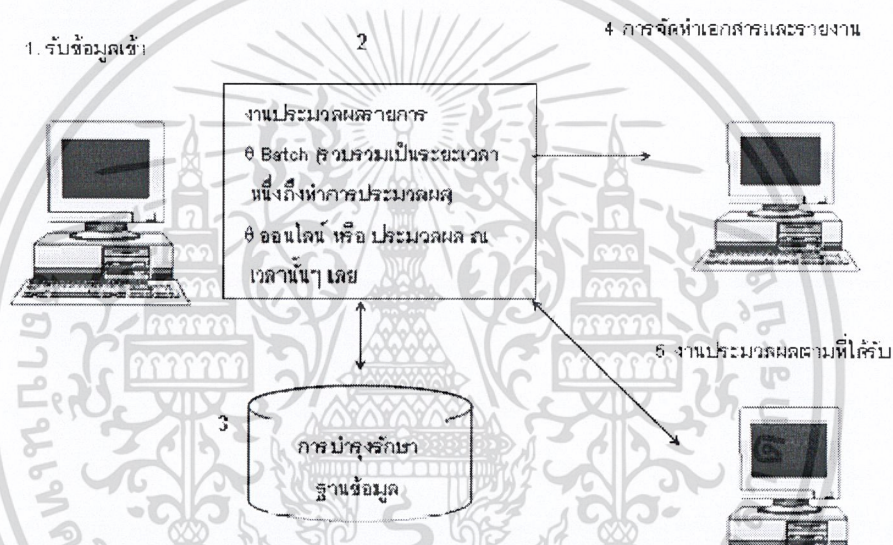 1. รับข้อมูลเข้า
2
4 การจัดทำเอกสารและรายงาน
งานประมวลผลรายการ
θ Batch (รวบรวมเป็นระยะเวลา
หนึ่งถึงทำการประมวลผล)
θ ออนไลน์ หรือ ประมวลผล ณ
เวลานั้นๆ เลย
5 งานประมวลผลตามที่ได้รับ
3
การบำรุงรักษา
ฐานข้อมูล